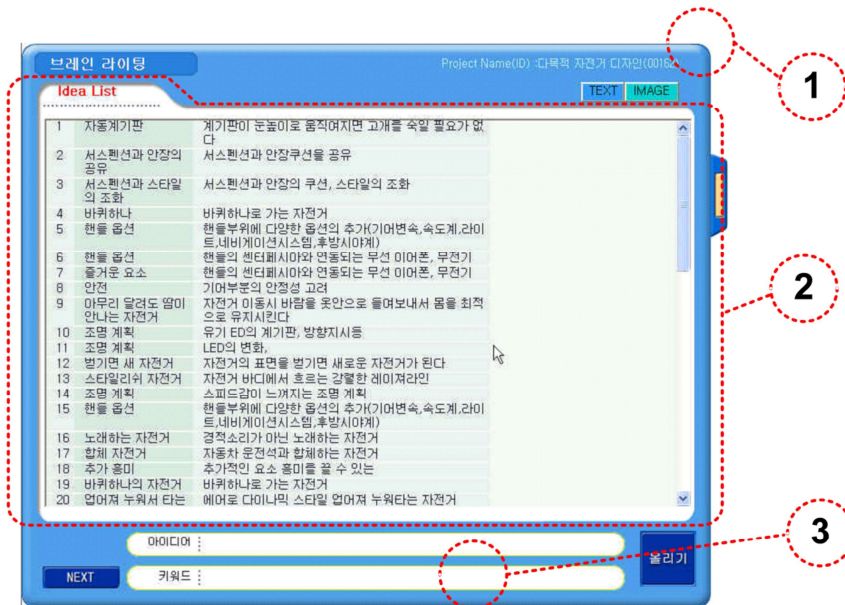 브레인 라이팅
Project Name(ID) :다목적 자전거 디자인(00152)
1
Idea List
TEXT IMAGE
1 자동계기판 계기판이 눈높이로 움직여지면 고개를 숙일 필요가 없
다
2 서스펜션과 안장의 서스펜션과 안장쿠션을 공유
공유
3 서스펜션과 스타일 서스펜션과 안장의 쿠션, 스타일의 조화
의 조화
4 바퀴하나 바퀴하나로 가는 자전거
5 핸들 옵션 핸들부위에 다양한 옵션의 추가(기어변속,속도계,라이
트,네비게이션시스템,후방시야계)
6 핸들 옵션 핸들의 센터페시아와 연동되는 무선 이어폰, 무전기
7 즐거운 요소 핸들의 센터페시아와 연동되는 무선 이어폰, 무전기
8 안전 기어부분의 안정성 고려
9 아무리 달려도 땀이 자전거 이동시 바람을 옷안으로 들여보내서 몸을 최적
안나는 자전거 으로 유지시킨다
10 조명 계획 유기 ED의 계기판, 방향지시등
11 조명 계획 LED의 변화,
12 벗기면 새 자전거 자전거의 표면을 벗기면 새로운 자전거가 된다
13 스타일리쉬 자전거 자전거 바디에서 흐르는 강렬한 레이져라인
14 조명 계획 스피드감이 느껴지는 조명 계획
15 핸들 옵션 핸들부위에 다양한 옵션의 추가(기어변속,속도계,라이
트,네비게이션시스템,후방시야계)
16 노래하는 자전거 경적소리가 아닌 노래하는 자전거
17 합체 자전거 자동차 운전석과 합체하는 자전거
18 추가 흥미 추가적인 요소 흥미를 끌 수 있는
19 바퀴하나의 자전거 바퀴하나로 가는 자전거
20 업어져 누워서 타는 에어로 다이나믹 스타일 업어져 누워타는 자전거
2
아이디어 :
3
올리기
NEXT 키워드 :